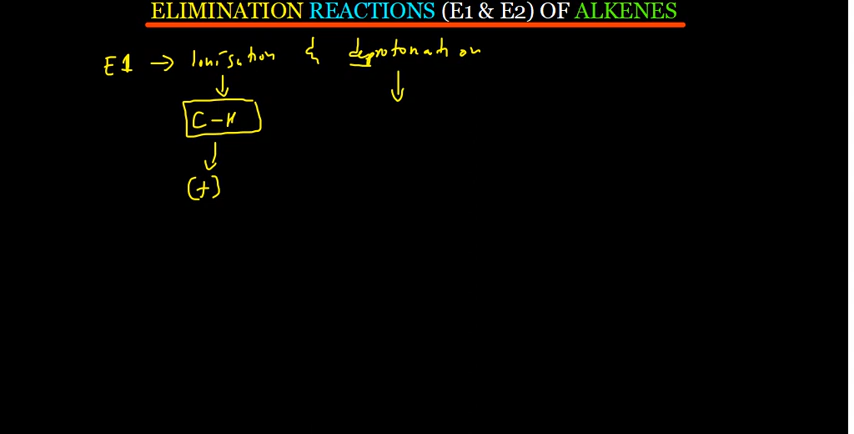 ELIMINATION REACTIONS (E1 & E2) OF ALKENES
E1 → Ionisation & deprotonation
C-H
(+)